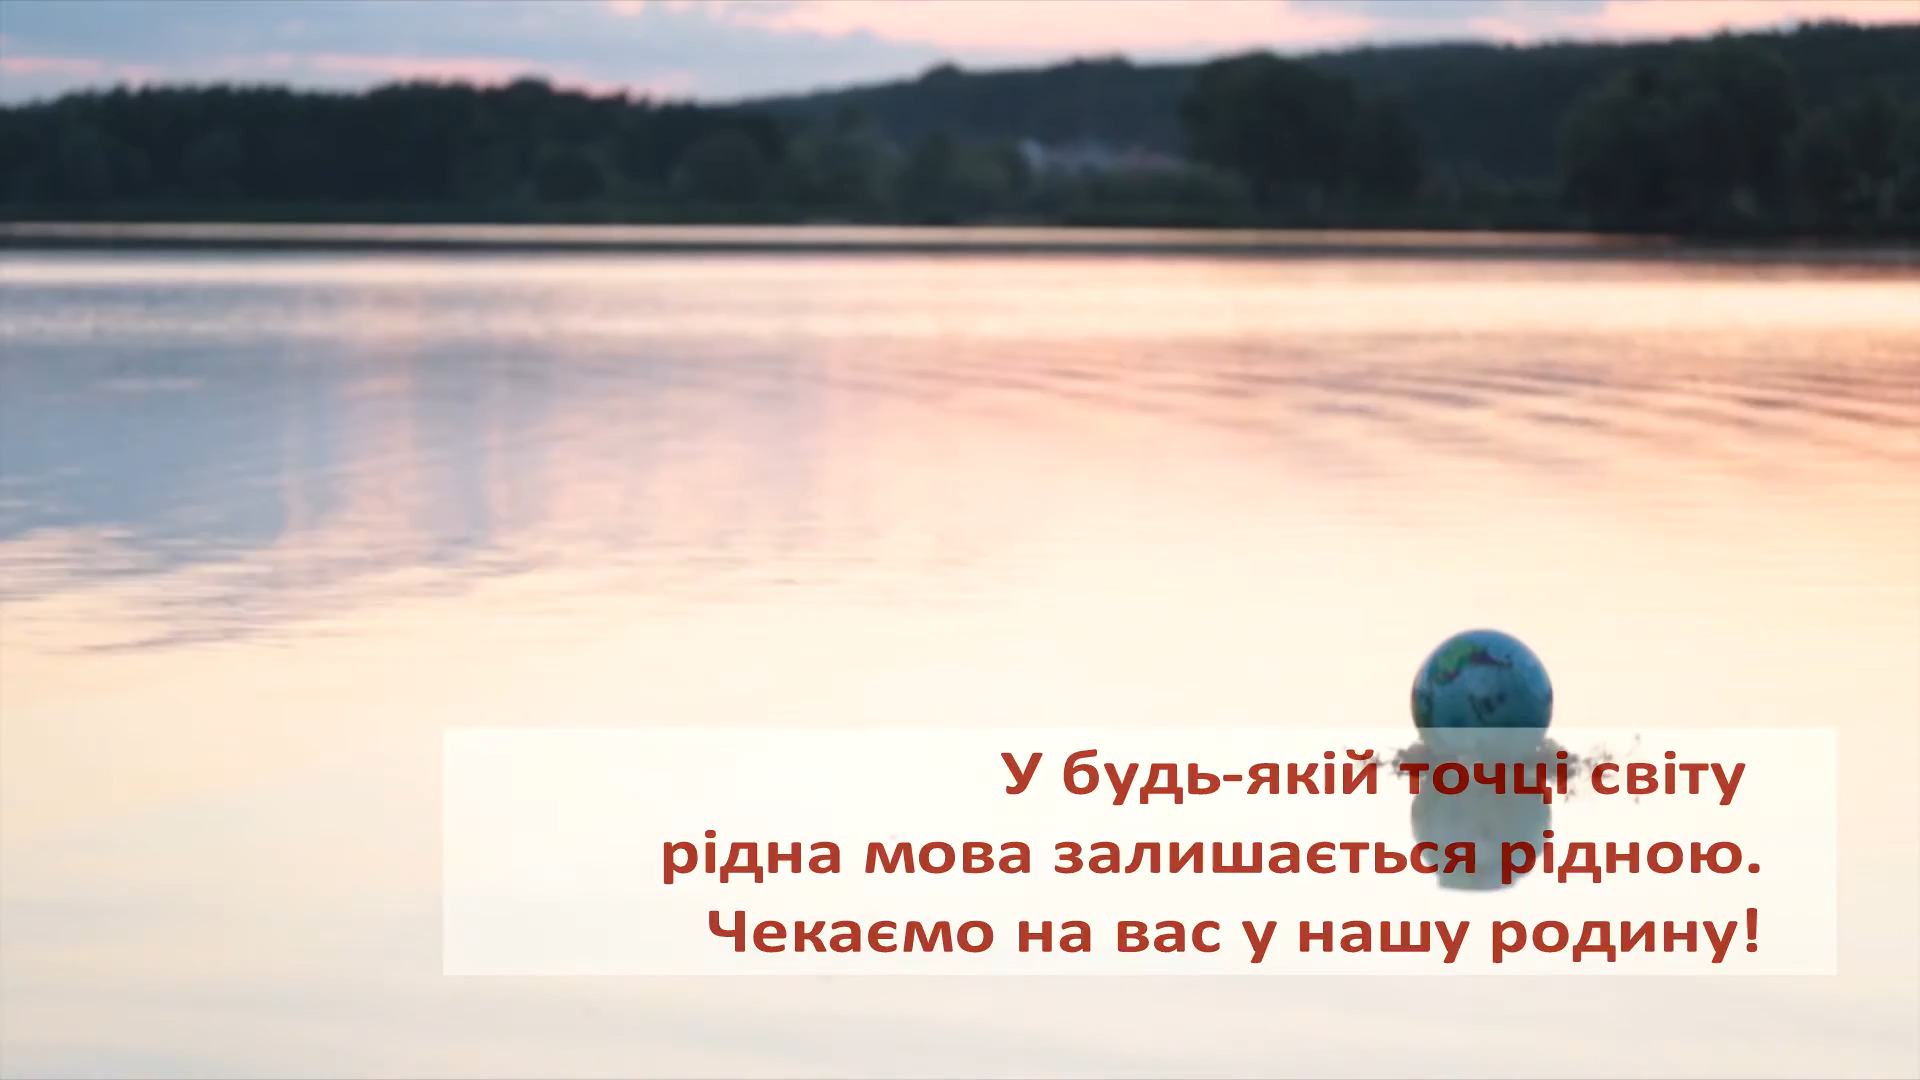 У будь-якій точці світу
рідна мова залишається рідною.
Чекаємо на вас у нашу родину!